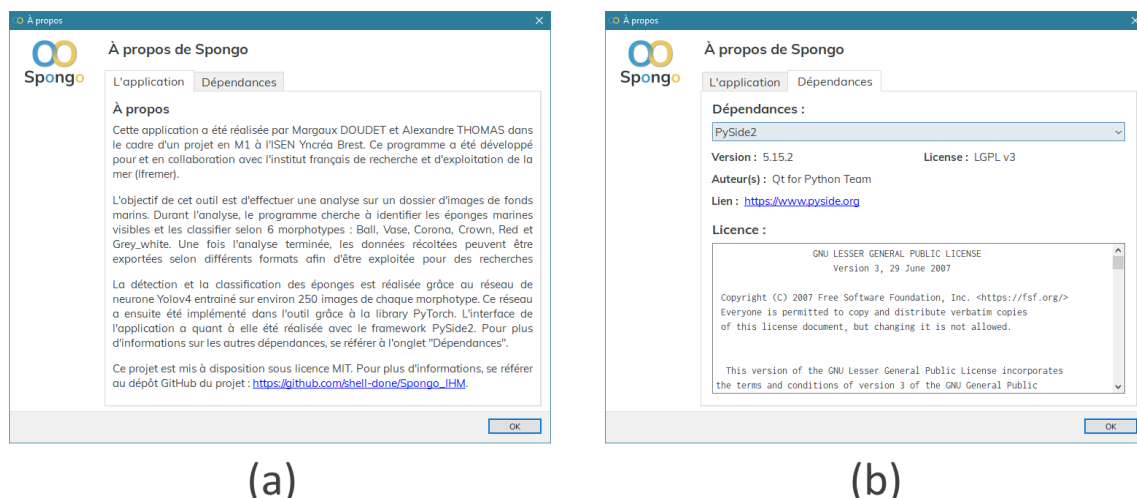 À propos
À propos de Spongo
Spongo
L'application
Dépendances
À propos
Cette application a été réalisée par Margaux DOUDET et Alexandre THOMAS dans
le cadre d'un projet en M1 à l'ISEN Yncréa Brest. Ce programme a été développé
pour et en collaboration avec l'institut français de recherche et d'exploitation de la
mer (Ifremer).
L'objectif de cet outil est d'effectuer une analyse sur un dossier d'images de fonds
marins. Durant l'analyse, le programme cherche à identifier les éponges marines
visibles et les classifier selon 6 morphotypes : Ball, Vase, Corona, Crown, Red et
Grey_white. Une fois l'analyse terminée, les données récoltées peuvent être
exportées selon différents formats afin d'être exploitée pour des recherches
La détection et la classification des éponges est réalisée grâce au réseau de
neurone Yolov4 entrainé sur environ 250 images de chaque morphotype. Ce réseau
a ensuite été implémenté dans l'outil grâce à la library PyTorch. L'interface de
l'application a quant à elle été réalisée avec le framework PySide2. Pour plus
d'informations sur les autres dépendances, se référer à l'onglet "Dépendances".
Ce projet est mis à disposition sous licence MIT. Pour plus d'informations, se référer
au dépôt GitHub du projet : https://github.com/shell-done/Spongo_IHM.
OK
(a)
À propos
À propos de Spongo
Spongo
L'application
Dépendances
Dépendances :
PySide2
Version : 5.15.2
License : LGPL v3
Auteur(s) : Qt for Python Team
Lien : https://www.pyside.org
Licence :
GNU LESSER GENERAL PUBLIC LICENSE
Version 3, 29 June 2007
Copyright (C) 2007 Free Software Foundation, Inc. <https://fsf.org/>
Everyone is permitted to copy and distribute verbatim copies
of this license document, but changing it is not allowed.
This version of the GNU Lesser General Public License incorporates
the terms and conditions of version 3 of the GNU General Public
OK
(b)